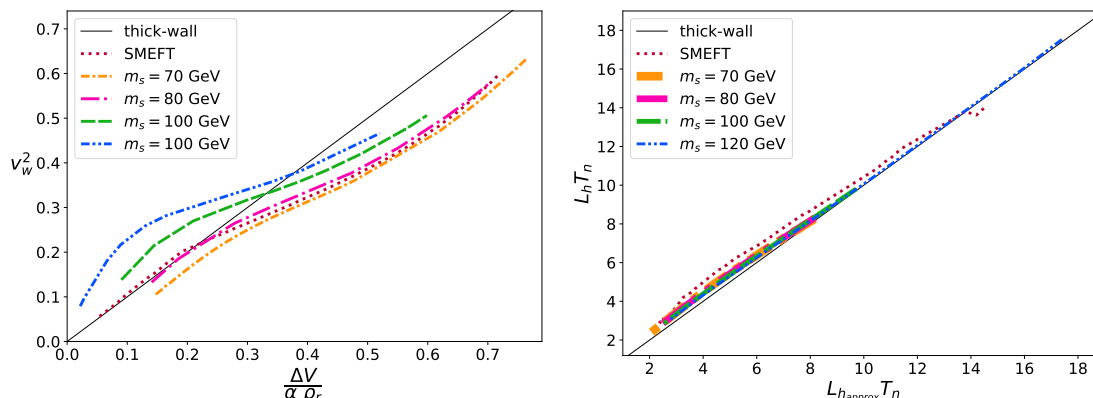 0.7
0.6
0.5
0.4
v_w^2
0.3
0.2
0.1
0.0
thick-wall
SMEFT
m_s = 70 GeV
m_s = 80 GeV
m_s = 100 GeV
m_s = 100 GeV
0.0 0.1 0.2 0.3 0.4 0.5 0.6 0.7
ΔV
α ρ_r
18
16
14
12
10
8
6
4
2
L_h T_n
thick-wall
SMEFT
m_s = 70 GeV
m_s = 80 GeV
m_s = 100 GeV
m_s = 120 GeV
2 4 6 8 10 12 14 16 18
L_{h_{approx}} T_n